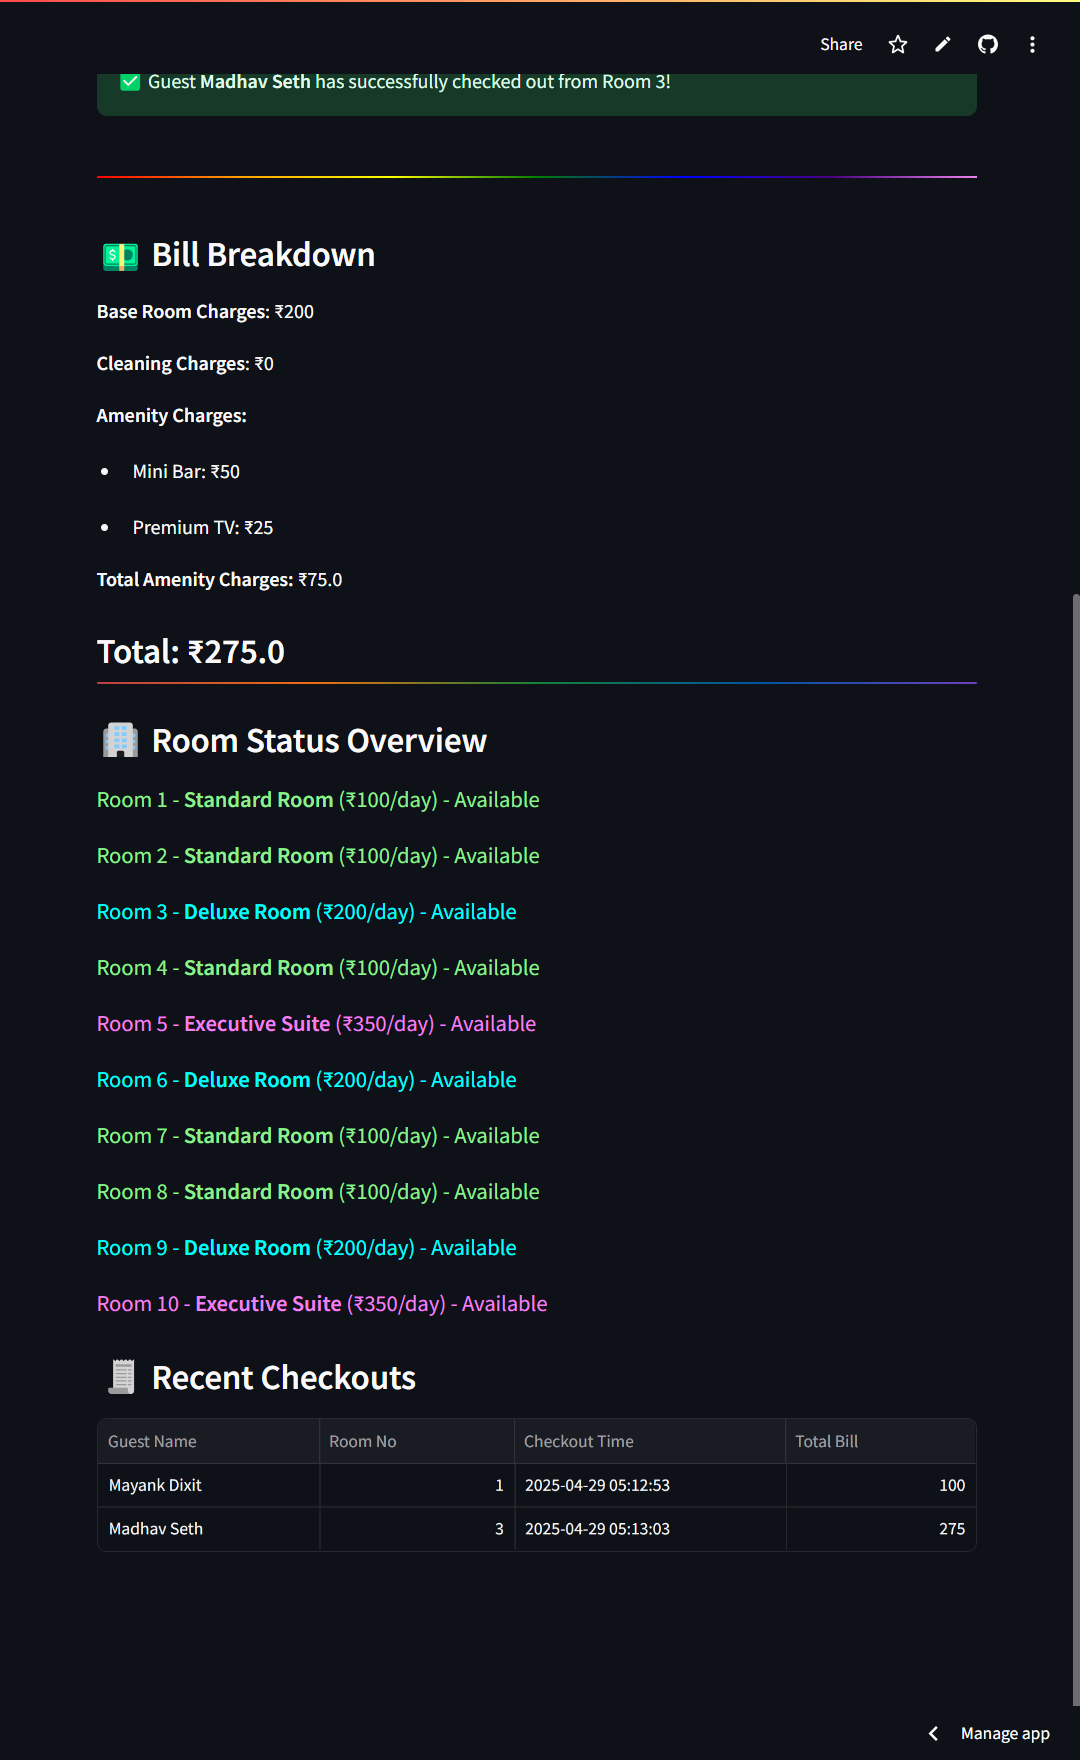 Share
Guest Madhav Seth has successfully checked out from Room 3!
Bill Breakdown
Base Room Charges: ₹200
Cleaning Charges: ₹0
Amenity Charges:
• Mini Bar: ₹50
• Premium TV: ₹25
Total Amenity Charges: ₹75.0
Total: ₹275.0
Room Status Overview
Room 1 - Standard Room (₹100/day) - Available
Room 2 - Standard Room (₹100/day) - Available
Room 3 - Deluxe Room (₹200/day) - Available
Room 4 - Standard Room (₹100/day) - Available
Room 5 - Executive Suite (₹350/day) - Available
Room 6 - Deluxe Room (₹200/day) - Available
Room 7 - Standard Room (₹100/day) - Available
Room 8 - Standard Room (₹100/day) - Available
Room 9 - Deluxe Room (₹200/day) - Available
Room 10 - Executive Suite (₹350/day) - Available
Recent Checkouts
Guest Name Room No Checkout Time Total Bill
Mayank Dixit 1 2025-04-29 05:12:53 100
Madhav Seth 3 2025-04-29 05:13:03 275
Manage app